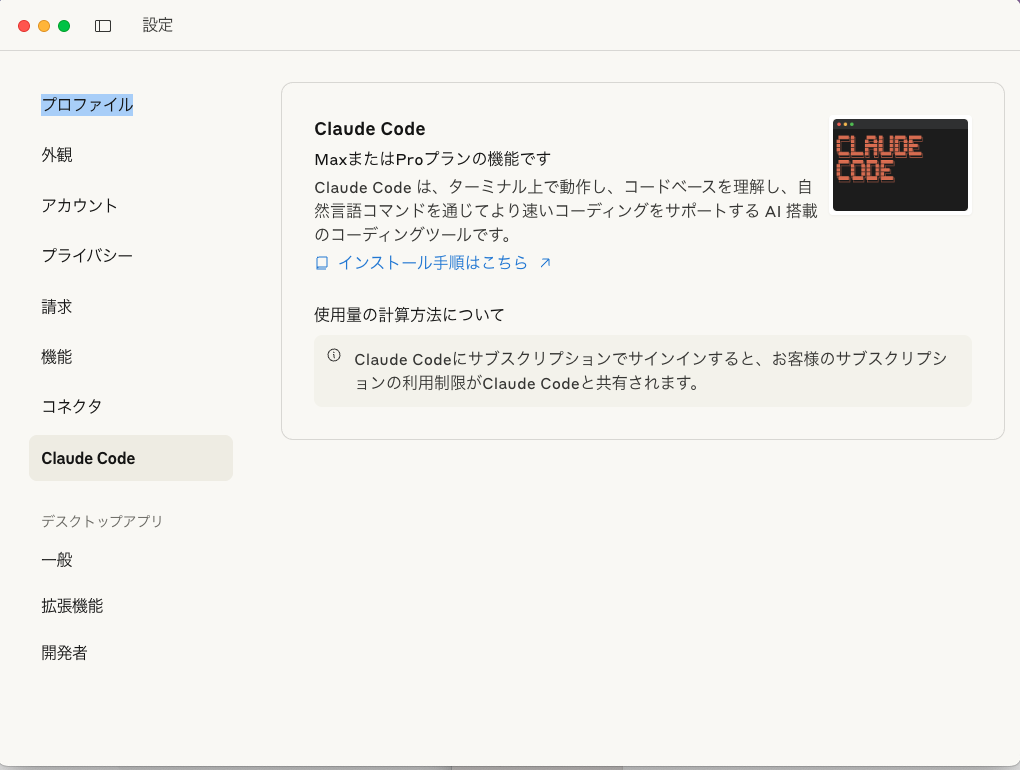 設定
プロファイル
外観
アカウント
プライバシー
請求
機能
コネクタ
Claude Code
デスクトップアプリ
一般
拡張機能
開発者
Claude Code
MaxまたはProプランの機能です
Claude Code は、ターミナル上で動作し、コードベースを理解し、自
然言語コマンドを通じてより速いコーディングをサポートする AI 搭載
のコーディングツールです。
インストール手順はこちら
CLAUDE
CODE
使用量の計算方法について
Claude Codeにサブスクリプションでサインインすると、お客様のサブスクリプシ
ョンの利用制限がClaude Codeと共有されます。